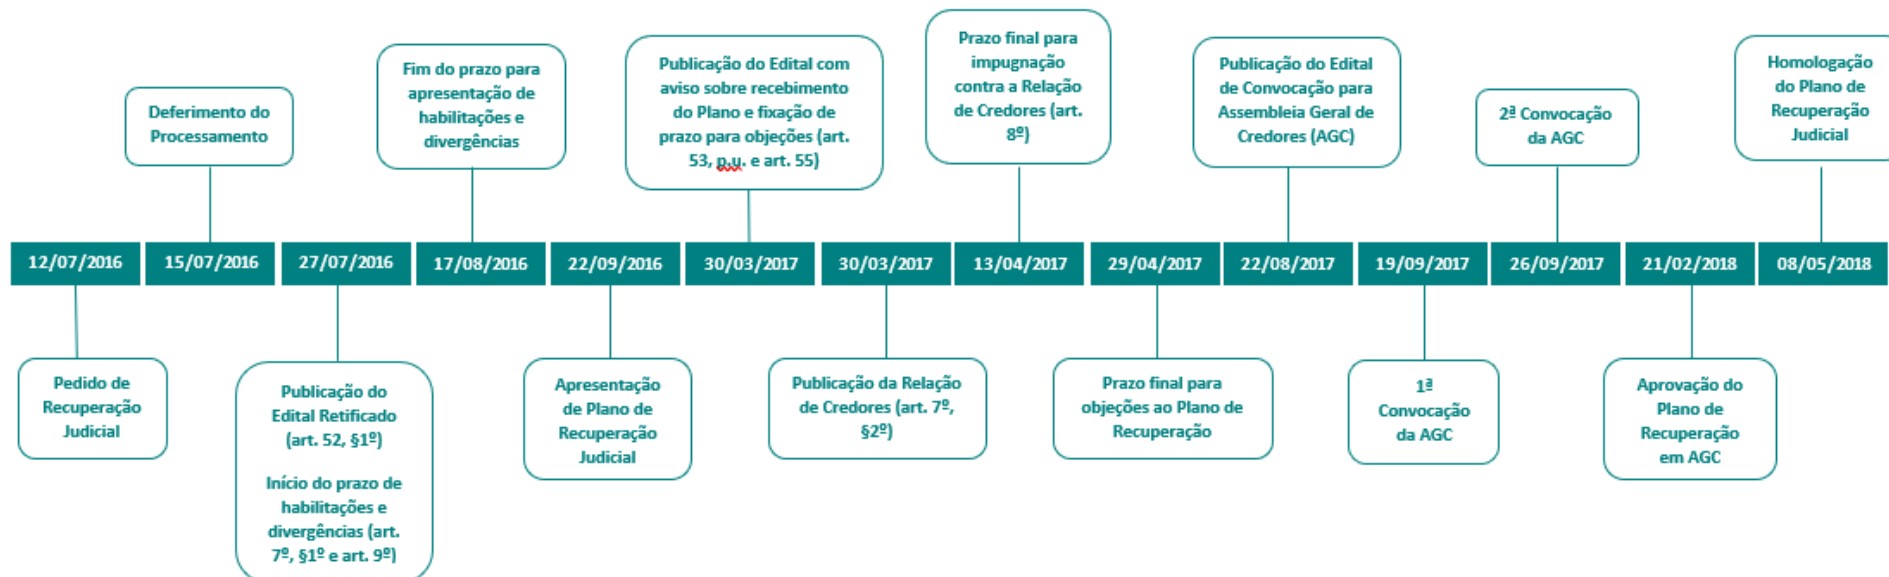 Deferimento do
Processamento
Fim do prazo para
apresentação de
habilitações e
divergências
Publicação do Edital com
aviso sobre recebimento
do Plano e fixação de
prazo para objeções (art.
53, p.u. e art. 55)
Prazo final para
impugnação
contra a Relação
de Credores (art.
8º)
Publicação do Edital
de Convocação para
Assembleia Geral de
Credores (AGC)
2ª Convocação
da AGC
Homologação
do Plano de
Recuperação
Judicial
12/07/2016
15/07/2016
27/07/2016
17/08/2016
22/09/2016
30/03/2017
30/03/2017
13/04/2017
29/04/2017
22/08/2017
19/09/2017
26/09/2017
21/02/2018
08/05/2018
Pedido de
Recuperação
Judicial
Publicação do
Edital Retificado
(art. 52, §1º)
Início do prazo de
habilitações e
divergências (art.
7º, §1º e art. 9º)
Apresentação
de Plano de
Recuperação
Judicial
Publicação da Relação
de Credores (art. 7º,
§2º)
Prazo final para
objeções ao Plano de
Recuperação
1ª
Convocação
da AGC
Aprovação do
Plano de
Recuperação
em AGC